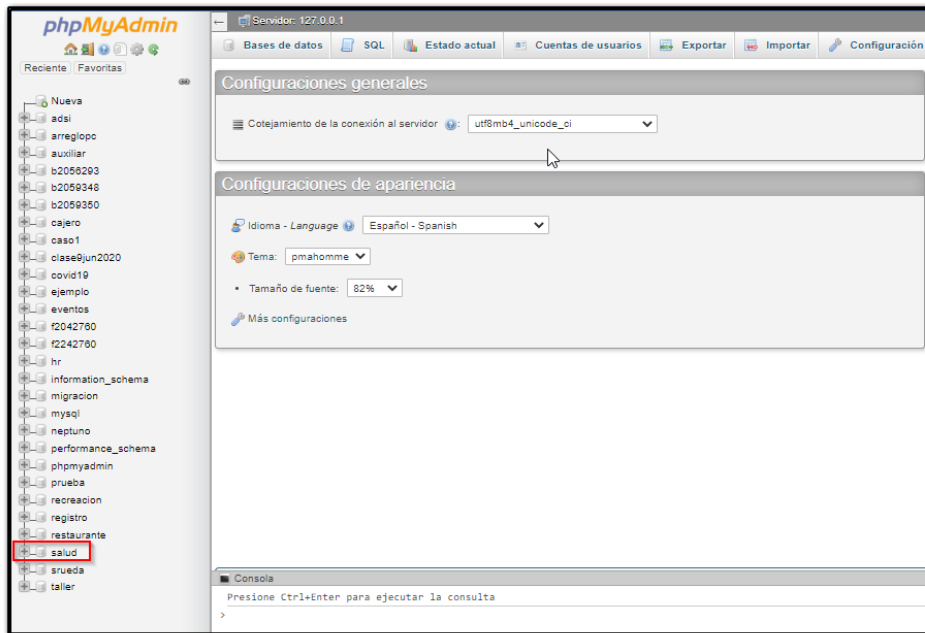 phpMyAdmin
Reciente Favoritas
Nueva
adsi
arreglopc
auxiliar
b2056293
b2059348
b2059350
cajero
caso1
clase9jun2020
covid19
ejemplo
eventos
f2042760
f2242760
hr
information_schema
migracion
mysql
neptuno
performance_schema
phpmyadmin
prueba
recreacion
registro
restaurante
salud
srueda
taller
Servidor: 127.0.0.1
Bases de datos SQL Estado actual Cuentas de usuarios Exportar Importar Configuración
Configuraciones generales
Cotejamiento de la conexión al servidor : utf8mb4_unicode_ci
Configuraciones de apariencia
Idioma - Language Español - Spanish
Tema: pmahomme
Tamaño de fuente: 82%
Más configuraciones
Consola
Presione Ctrl+Enter para ejecutar la consulta
>